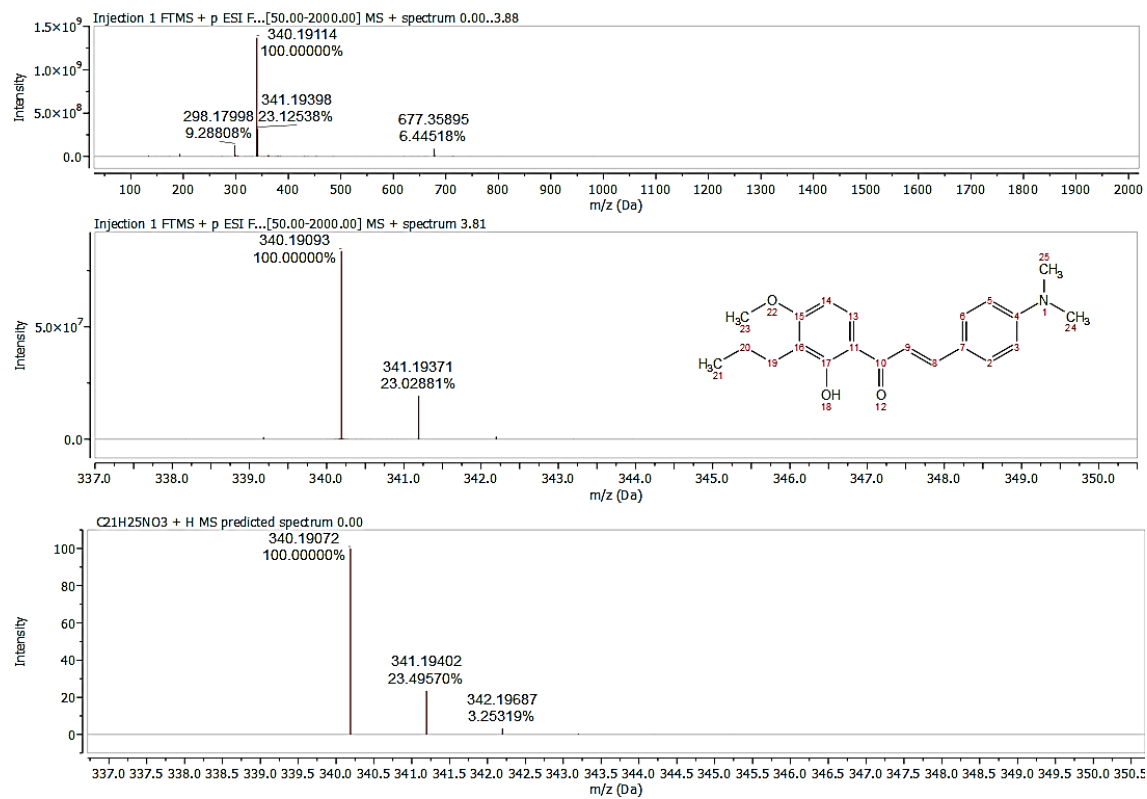 Injection 1 FTMS + p ESI F...[50.00-2000.00] MS + spectrum 0.00..3.88
Intensity
1.5×10⁹
1.0×10⁹
5.0×10⁸
0.0
340.19114
100.00000%
341.19398
23.12538%
298.17998
9.28808%
677.35895
6.44518%
100 200 300 400 500 600 700 800 900 1000 1100 1200 1300 1400 1500 1600 1700 1800 1900 2000
m/z (Da)
Injection 1 FTMS + p ESI F...[50.00-2000.00] MS + spectrum 3.81
Intensity
5.0×10⁷
0.0
340.19093
100.00000%
341.19371
23.02881%
H₃C
23
O
22
15
14
13
16
17
11
H₃C
21
20
19
OH
18
10
O
12
9
8
7
6
5
4
3
2
N
1
25
CH₃
CH₃
24
337.0 338.0 339.0 340.0 341.0 342.0 343.0 344.0 345.0 346.0 347.0 348.0 349.0 350.0
m/z (Da)
C21H25NO3 + H MS predicted spectrum 0.00
Intensity
100
80
60
40
20
0
340.19072
100.00000%
341.19402
23.49570%
342.19687
3.25319%
337.0 337.5 338.0 338.5 339.0 339.5 340.0 340.5 341.0 341.5 342.0 342.5 343.0 343.5 344.0 344.5 345.0 345.5 346.0 346.5 347.0 347.5 348.0 348.5 349.0 349.5 350.0 350.5
m/z (Da)